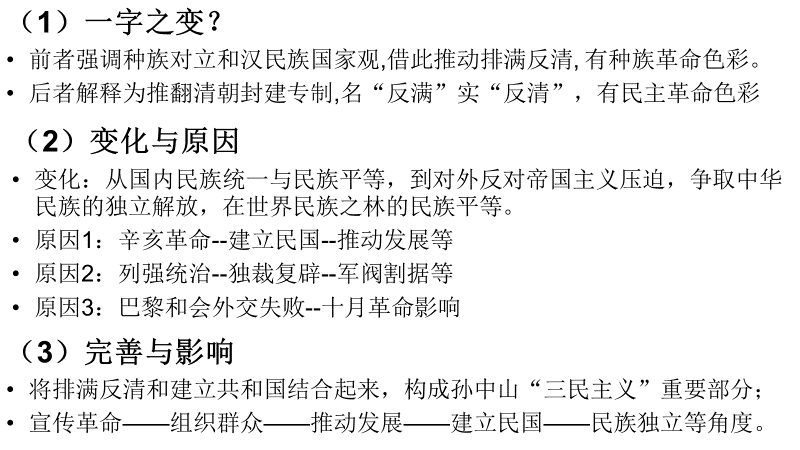 （1）一字之变？
• 前者强调种族对立和汉民族国家观,借此推动排满反清, 有种族革命色彩。
• 后者解释为推翻清朝封建专制,名“反满”实“反清”，有民主革命色彩
（2）变化与原因
• 变化：从国内民族统一与民族平等，到对外反对帝国主义压迫，争取中华
民族的独立解放，在世界民族之林的民族平等。
• 原因1：辛亥革命--建立民国--推动发展等
• 原因2：列强统治--独裁复辟--军阀割据等
• 原因3：巴黎和会外交失败--十月革命影响
（3）完善与影响
• 将排满反清和建立共和国结合起来，构成孙中山“三民主义”重要部分；
• 宣传革命——组织群众——推动发展——建立民国——民族独立等角度。